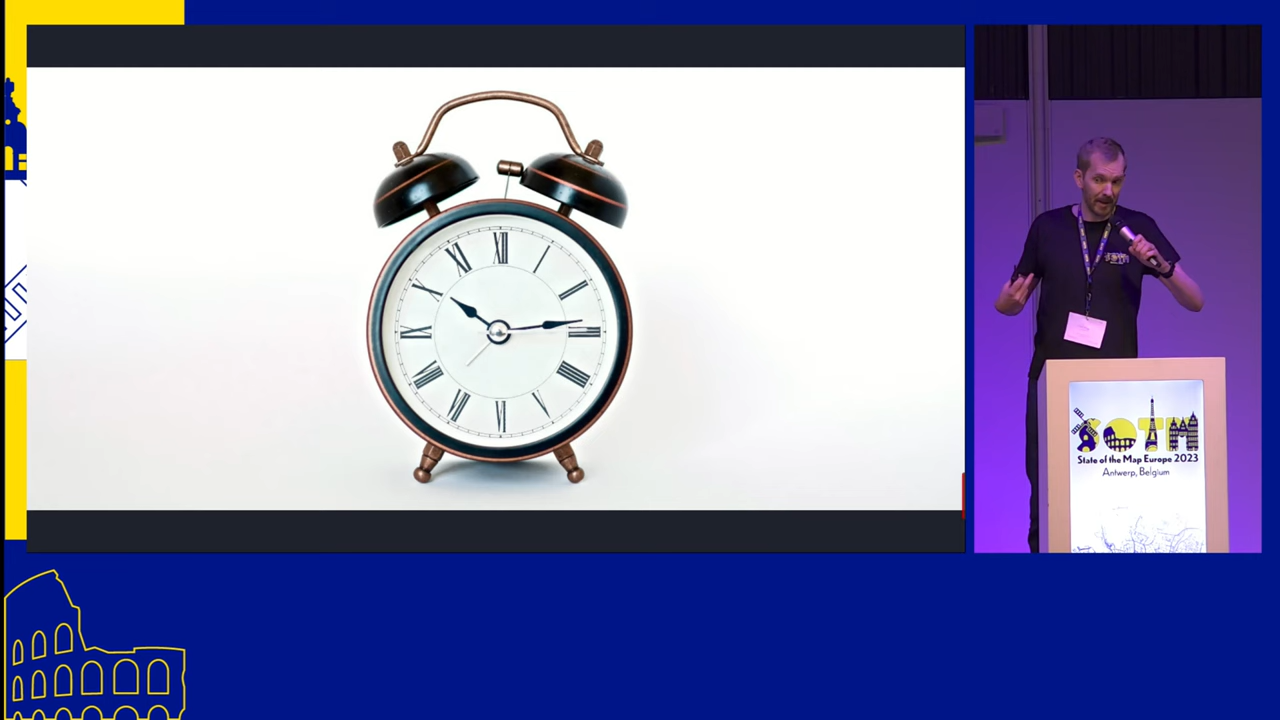 XII
I
II
III
IIII
V
VI
VII
VIII
IX
X
XI
SOTM
State of the Map Europe 2023
Antwerp, Belgium